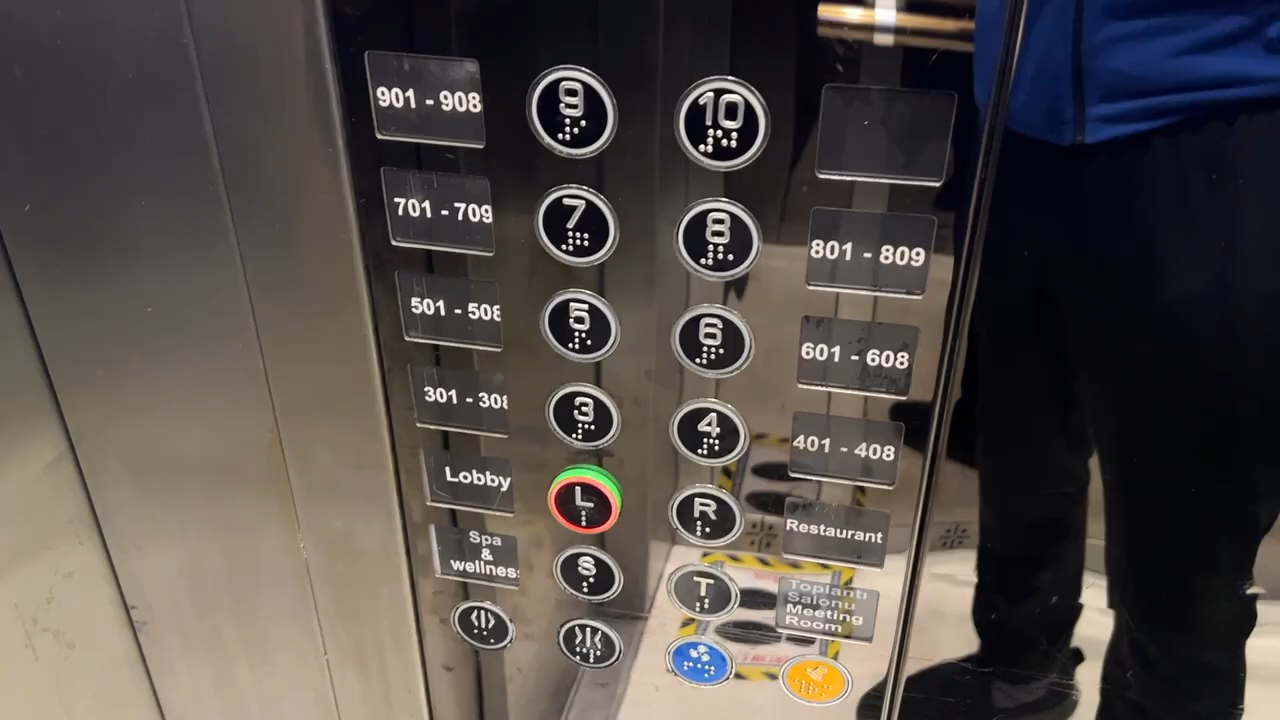 901 - 908
9
10
701 - 709
7
8
801 - 809
501 - 508
5
6
601 - 608
301 - 308
3
4
401 - 408
Lobby
L
R
Restaurant
Spa
&
wellness
S
T
Toplantı
Salonu
Meeting
Room